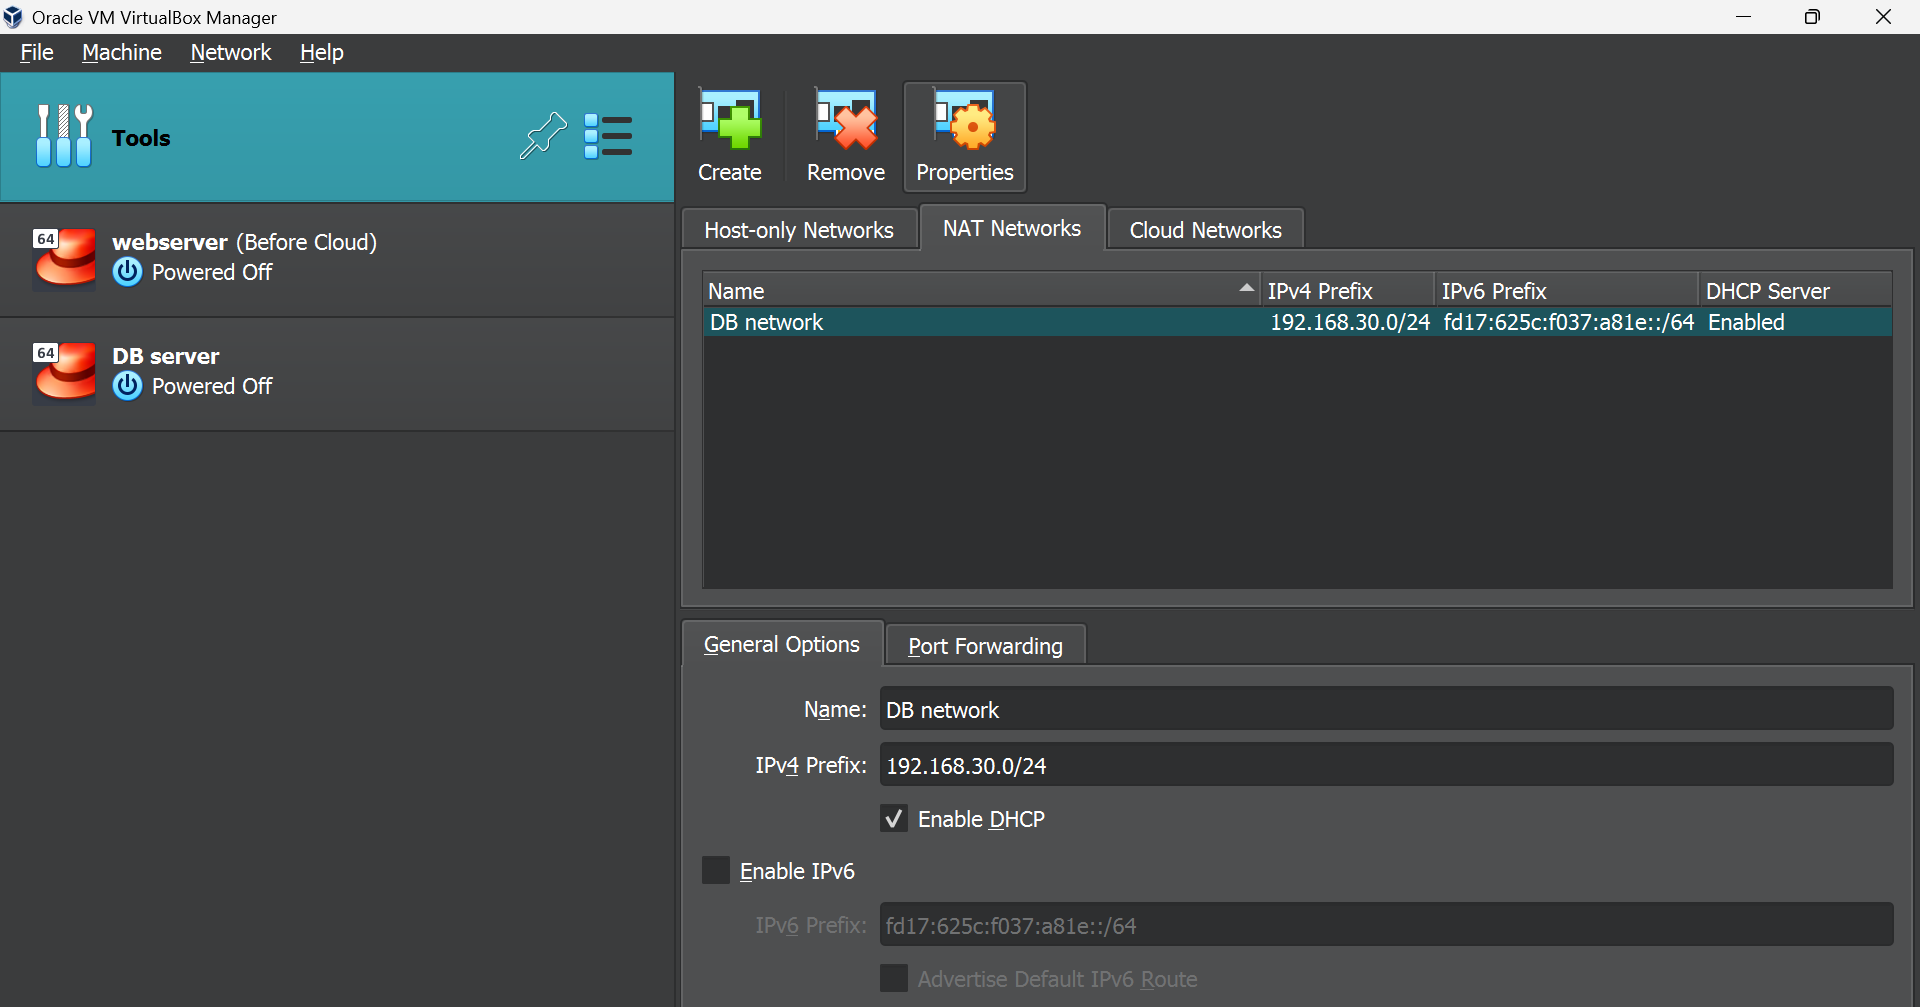 Oracle VM VirtualBox Manager
File Machine Network Help
Tools
64
webserver (Before Cloud)
Powered Off
64
DB server
Powered Off
Create Remove Properties
Host-only Networks NAT Networks Cloud Networks
Name IPv4 Prefix IPv6 Prefix DHCP Server
DB network 192.168.30.0/24 fd17:625c:f037:a81e::/64 Enabled
General Options Port Forwarding
Name: DB network
IPv4 Prefix: 192.168.30.0/24
Enable DHCP
Enable IPv6
IPv6 Prefix: fd17:625c:f037:a81e::/64
Advertise Default IPv6 Route